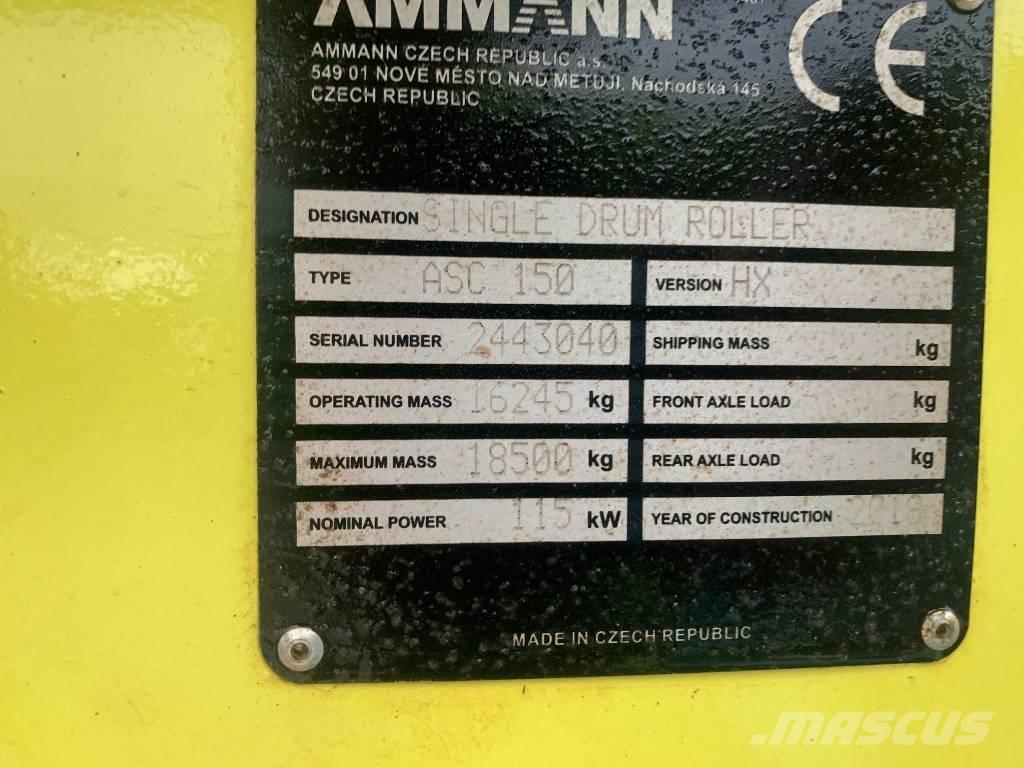 AMMANN
AMMANN CZECH REPUBLIC a.s.
549 01 NOVÉ MĚSTO NAD METUJÍ, Náchodská 145
CZECH REPUBLIC
CE
DESIGNATION SINGLE DRUM ROLLER
TYPE ASC 150 VERSION HX
SERIAL NUMBER 2443040 SHIPPING MASS kg
OPERATING MASS 16245 kg FRONT AXLE LOAD kg
MAXIMUM MASS 18500 kg REAR AXLE LOAD kg
NOMINAL POWER 115 kW YEAR OF CONSTRUCTION 2018
MADE IN CZECH REPUBLIC
mascus